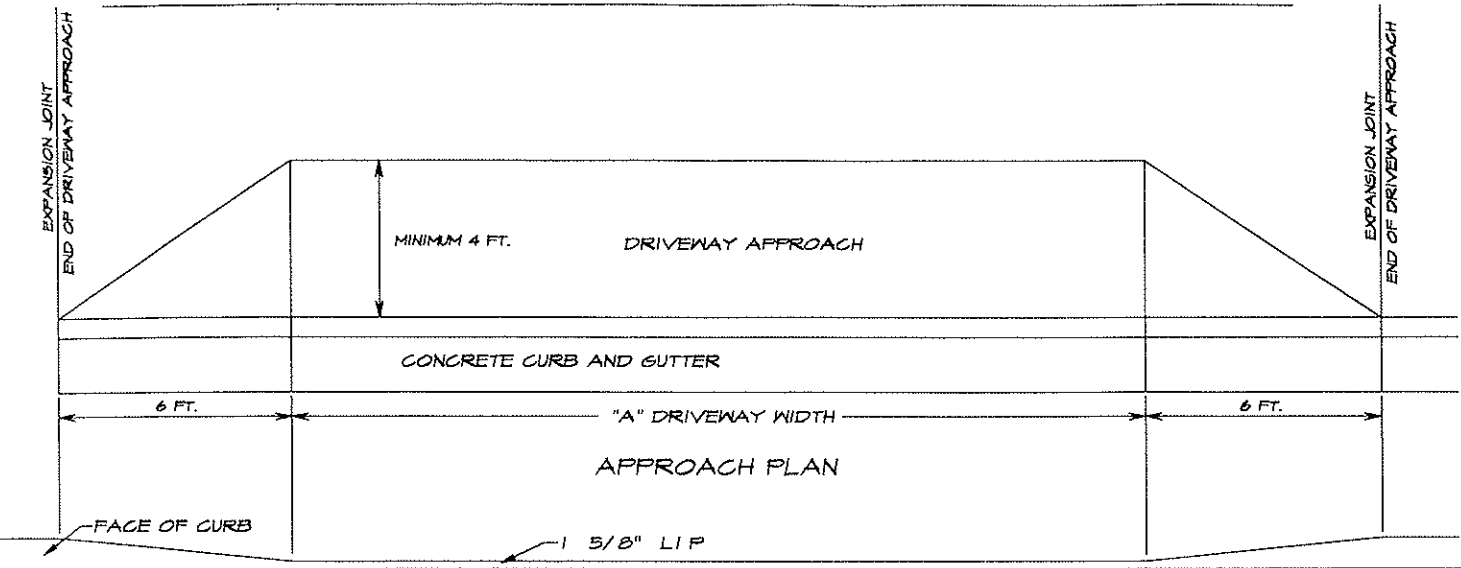 EXPANSION JOINT
END OF DRIVEWAY APPROACH
EXPANSION JOINT
END OF DRIVEWAY APPROACH
MINIMUM 4 FT.
DRIVEWAY APPROACH
CONCRETE CURB AND GUTTER
6 FT.
"A" DRIVEWAY WIDTH
6 FT.
APPROACH PLAN
FACE OF CURB
1 5/8" LIP